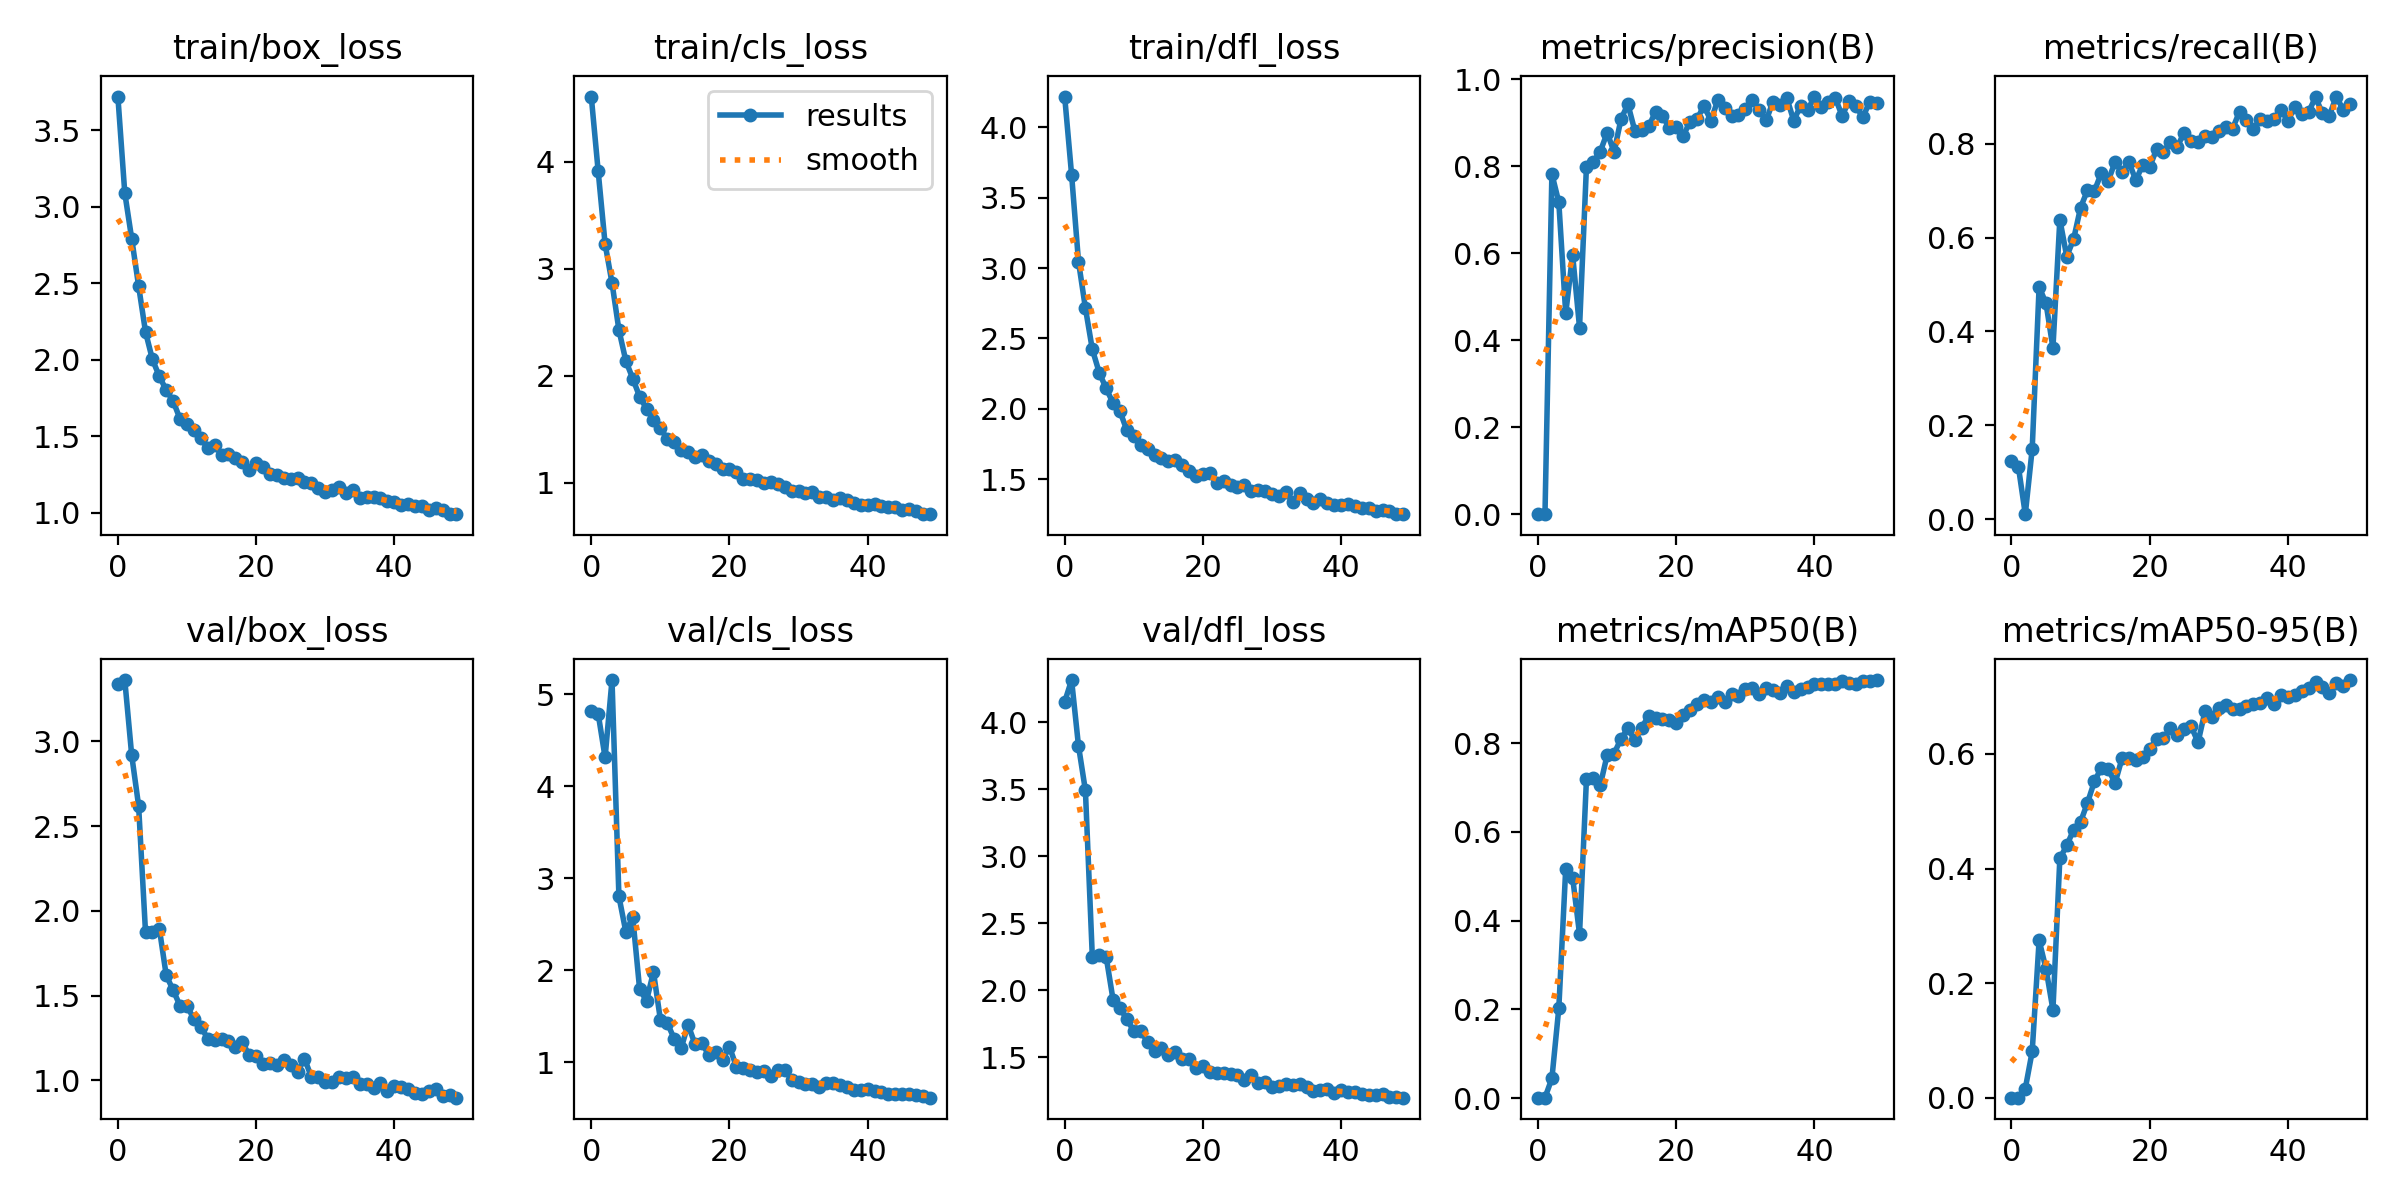 train/box_loss
3.5
3.0
2.5
2.0
1.5
1.0
0 20 40
train/cls_loss
results
smooth
4
3
2
1
0 20 40
train/dfl_loss
4.0
3.5
3.0
2.5
2.0
1.5
0 20 40
metrics/precision(B)
1.0
0.8
0.6
0.4
0.2
0.0
0 20 40
metrics/recall(B)
0.8
0.6
0.4
0.2
0.0
0 20 40
val/box_loss
3.0
2.5
2.0
1.5
1.0
0 20 40
val/cls_loss
5
4
3
2
1
0 20 40
val/dfl_loss
4.0
3.5
3.0
2.5
2.0
1.5
0 20 40
metrics/mAP50(B)
0.8
0.6
0.4
0.2
0.0
0 20 40
metrics/mAP50-95(B)
0.6
0.4
0.2
0.0
0 20 40